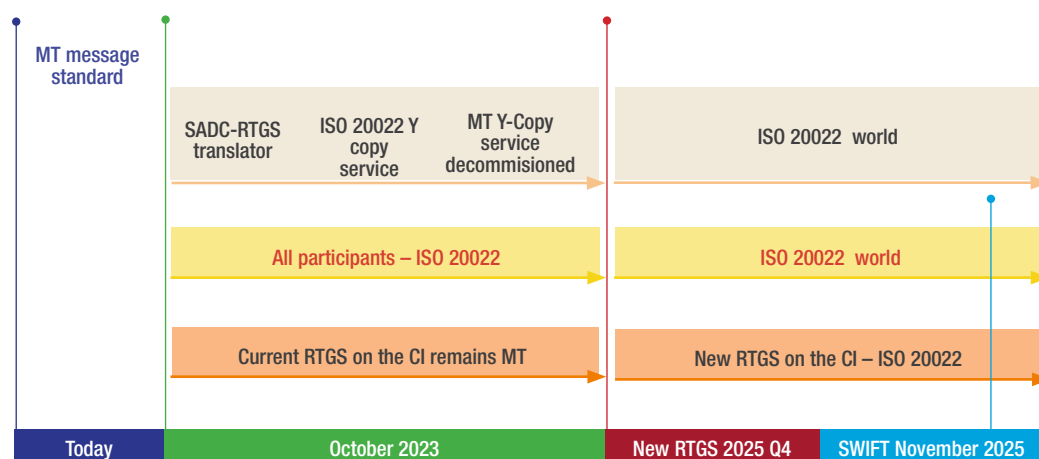 MT message
standard
SADC-RTGS
translator
ISO 20022 Y
copy
service
MT Y-Copy
service
decommisioned
ISO 20022 world
All participants – ISO 20022
ISO 20022 world
Current RTGS on the CI remains MT
New RTGS on the CI – ISO 20022
Today
October 2023
New RTGS 2025 Q4
SWIFT November 2025